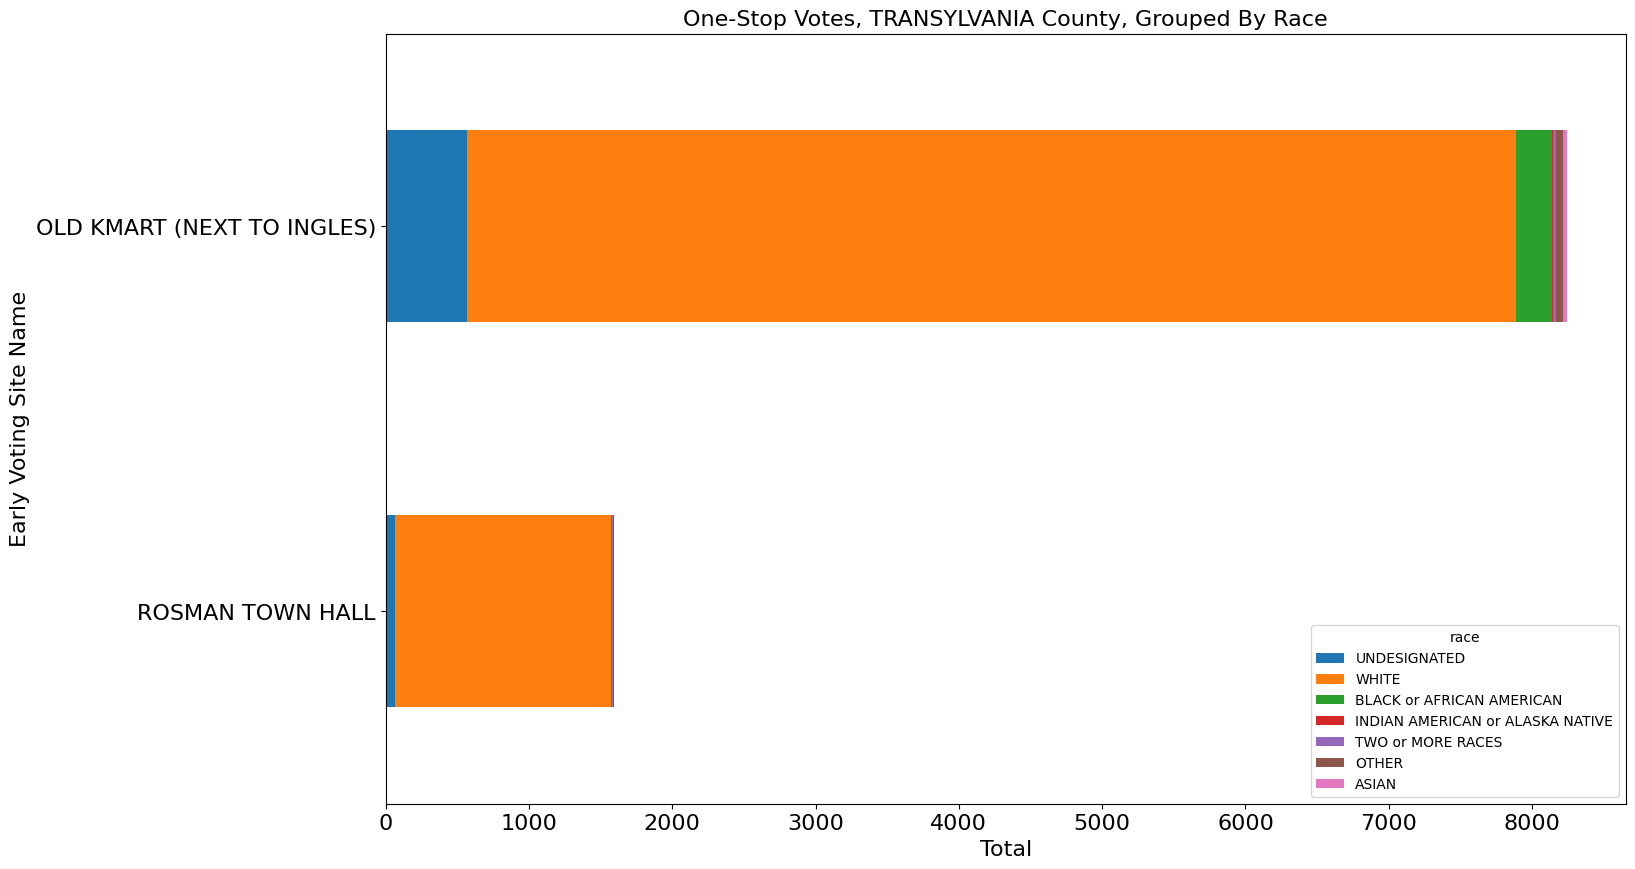 One-Stop Votes, TRANSYLVANIA County, Grouped By Race
Early Voting Site Name
OLD KMART (NEXT TO INGLES)
ROSMAN TOWN HALL
race
UNDESIGNATED
WHITE
BLACK or AFRICAN AMERICAN
INDIAN AMERICAN or ALASKA NATIVE
TWO or MORE RACES
OTHER
ASIAN
0 1000 2000 3000 4000 5000 6000 7000 8000
Total